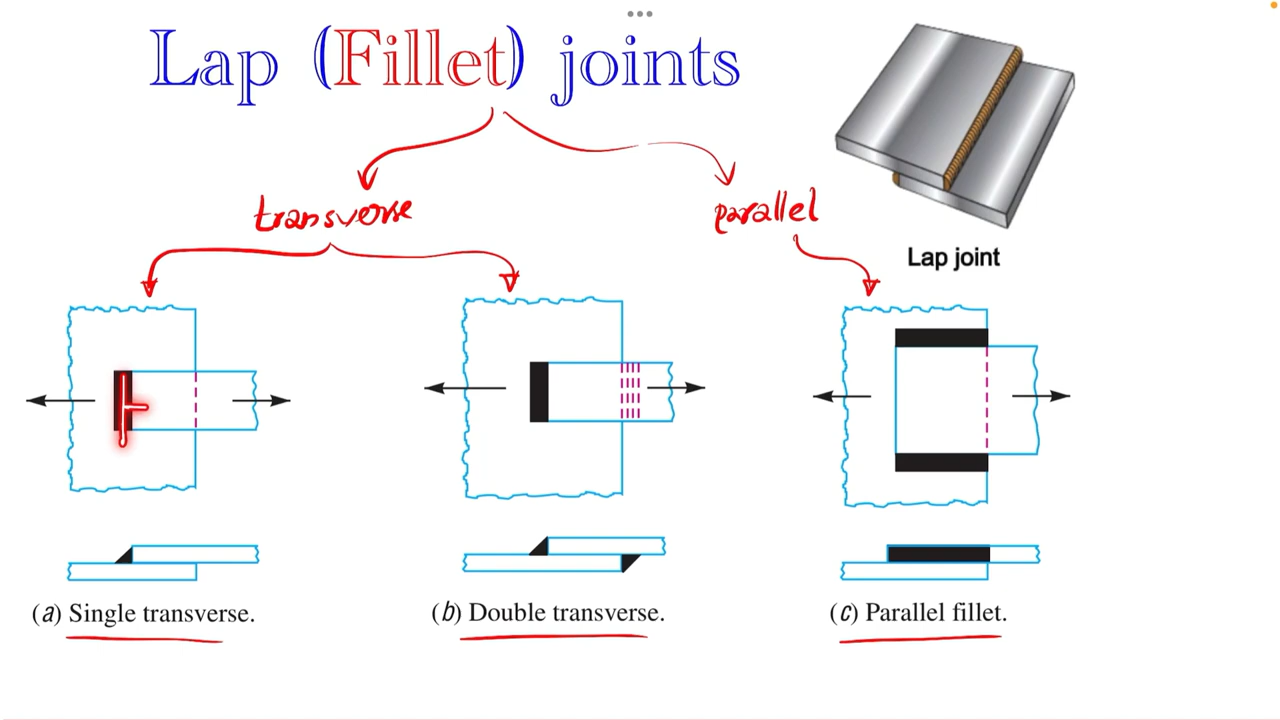 Lap (Fillet) joints
transverse
parallel
Lap joint
(a) Single transverse.
(b) Double transverse.
(c) Parallel fillet.